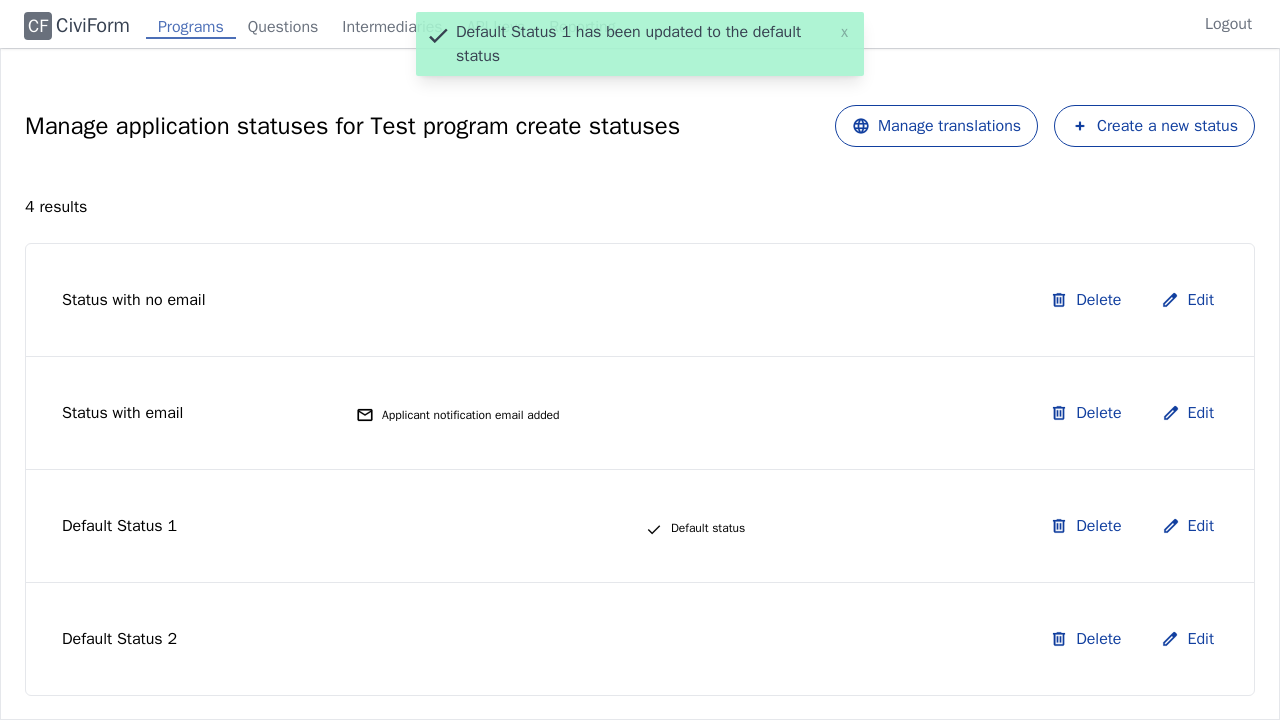 CF CiviForm Programs Questions Intermediaries Logout
Default Status 1 has been updated to the default x
status
Manage application statuses for Test program create statuses
Manage translations
Create a new status
4 results
Status with no email Delete Edit
Status with email Applicant notification email added Delete Edit
Default Status 1 Default status Delete Edit
Default Status 2 Delete Edit